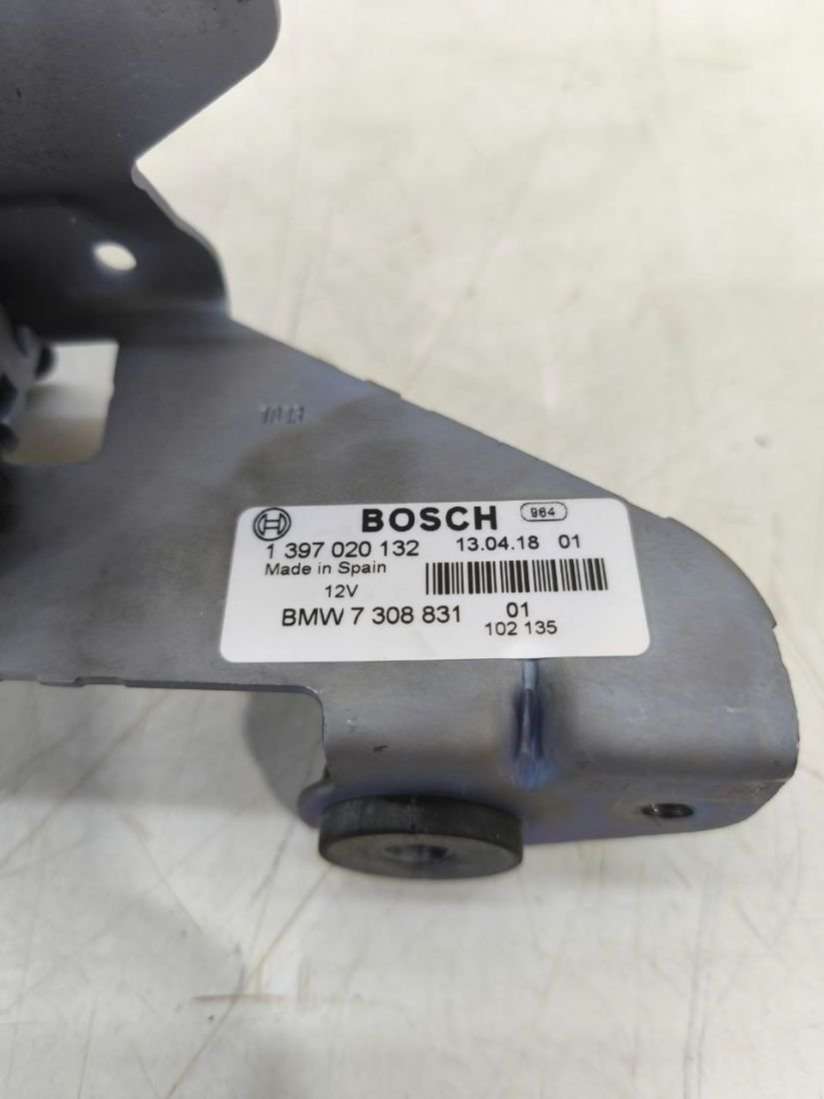 BOSCH 964
1 397 020 132 13.04.18 01
Made in Spain
12V
BMW 7 308 831 01
102 135